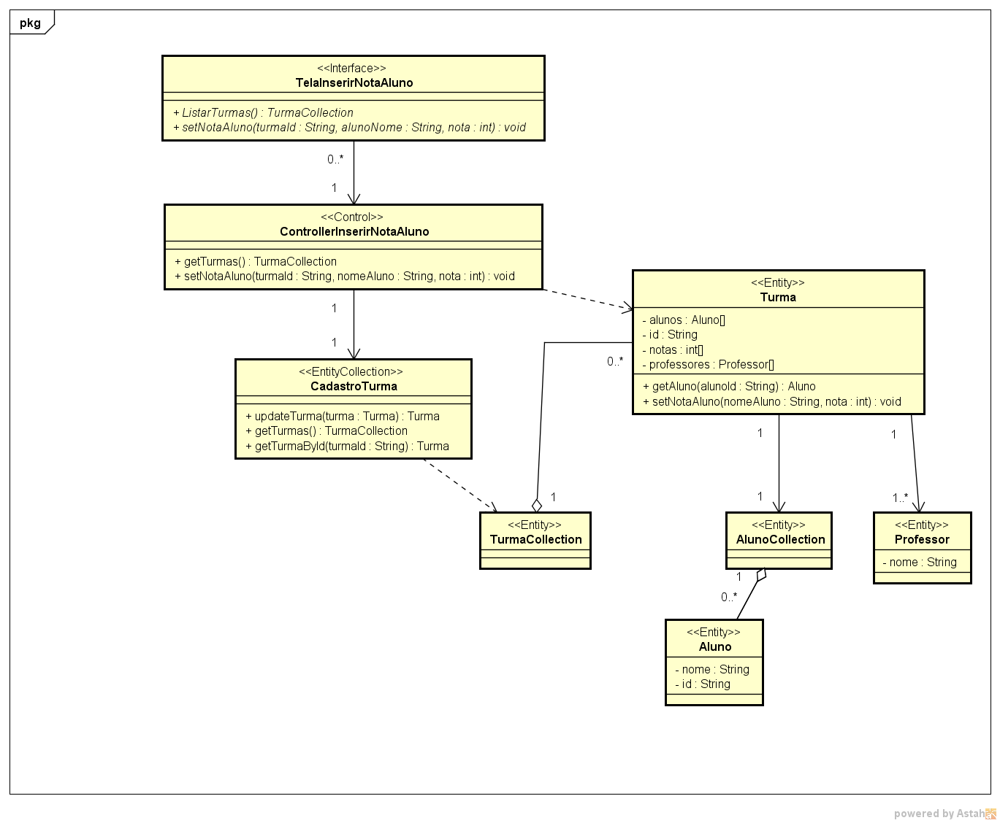 pkg
<<Interface>>
TelaInserirNotaAluno
+ ListarTurmas() : TurmaCollection
+ setNotaAluno(turmaId : String, alunoNome : String, nota : int) : void
0..*
1
<<Control>>
ControllerInserirNotaAluno
+ getTurmas() : TurmaCollection
+ setNotaAluno(turmaId : String, nomeAluno : String, nota : int) : void
<<Entity>>
Turma
- alunos : Aluno[]
- id : String
- notas : int[]
- professores : Professor[]
+ getAluno(alunoId : String) : Aluno
+ setNotaAluno(nomeAluno : String, nota : int) : void
1
1
0..*
<<EntityCollection>>
CadastroTurma
+ updateTurma(turma : Turma) : Turma
+ getTurmas() : TurmaCollection
+ getTurmaById(turmaId : String) : Turma
1
1
1
1
1..*
<<Entity>>
TurmaCollection
<<Entity>>
AlunoCollection
<<Entity>>
Professor
- nome : String
1
0..*
<<Entity>>
Aluno
- nome : String
- id : String
powered by Astah